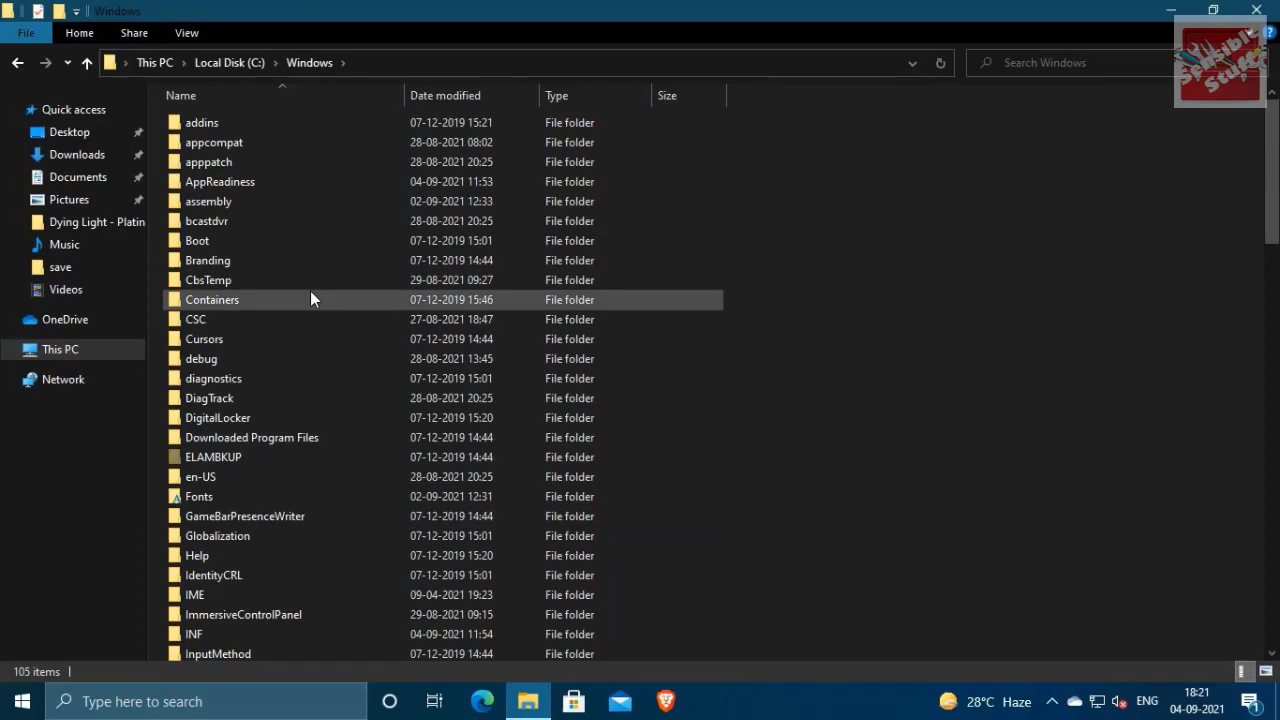 Windows
File Home Share View
This PC Local Disk (C:) Windows
Search Windows
Sensible Stuff
Name Date modified Type Size
Quick access
Desktop
Downloads
Documents
Pictures
Dying Light - Platin
Music
save
Videos
OneDrive
This PC
Network
addins 07-12-2019 15:21 File folder
appcompat 28-08-2021 08:02 File folder
apppatch 28-08-2021 20:25 File folder
AppReadiness 04-09-2021 11:53 File folder
assembly 02-09-2021 12:33 File folder
bcastdvr 28-08-2021 20:25 File folder
Boot 07-12-2019 15:01 File folder
Branding 07-12-2019 14:44 File folder
CbsTemp 29-08-2021 09:27 File folder
Containers 07-12-2019 15:46 File folder
CSC 27-08-2021 18:47 File folder
Cursors 07-12-2019 14:44 File folder
debug 28-08-2021 13:45 File folder
diagnostics 07-12-2019 15:01 File folder
DiagTrack 28-08-2021 20:25 File folder
DigitalLocker 07-12-2019 15:20 File folder
Downloaded Program Files 07-12-2019 14:44 File folder
ELAMBKUP 07-12-2019 14:44 File folder
en-US 28-08-2021 20:25 File folder
Fonts 02-09-2021 12:31 File folder
GameBarPresenceWriter 07-12-2019 14:44 File folder
Globalization 07-12-2019 15:01 File folder
Help 07-12-2019 15:20 File folder
IdentityCRL 07-12-2019 15:01 File folder
IME 09-04-2021 19:23 File folder
ImmersiveControlPanel 29-08-2021 09:15 File folder
INF 04-09-2021 11:54 File folder
InputMethod 07-12-2019 14:44 File folder
105 items
Type here to search
28°C Haze
ENG
18:21
04-09-2021
1